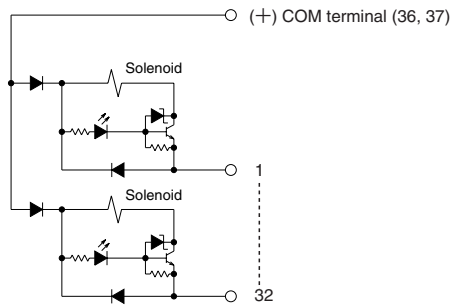 (+) COM terminal (36, 37)
Solenoid
1
Solenoid
32